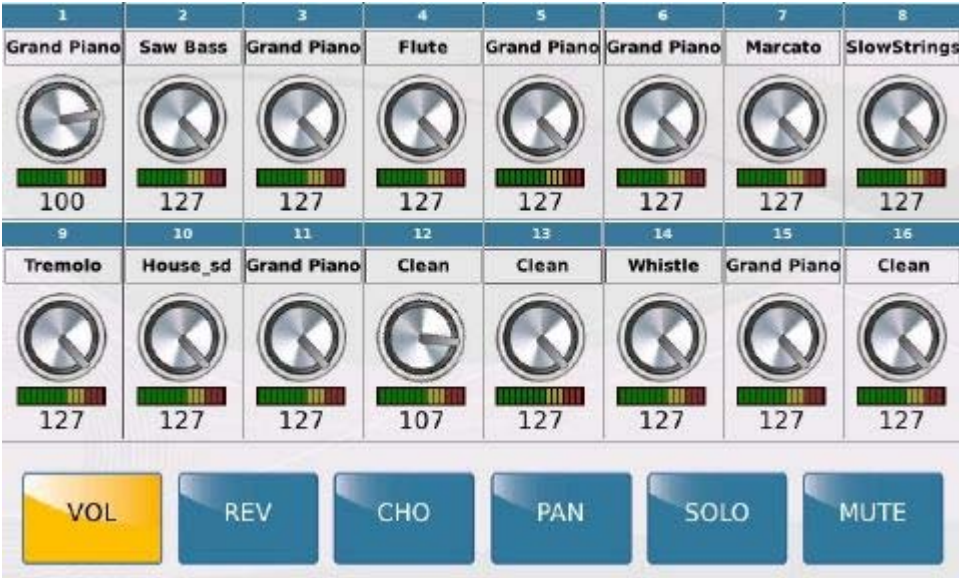 1 2 3 4 5 6 7 8
Grand Piano Saw Bass Grand Piano Flute Grand Piano Grand Piano Marcato SlowStrings
100 127 127 127 127 127 127 127
9 10 11 12 13 14 15 16
Tremolo House_sd Grand Piano Clean Clean Whistle Grand Piano Clean
127 127 127 107 127 127 127 127
VOL REV CHO PAN SOLO MUTE